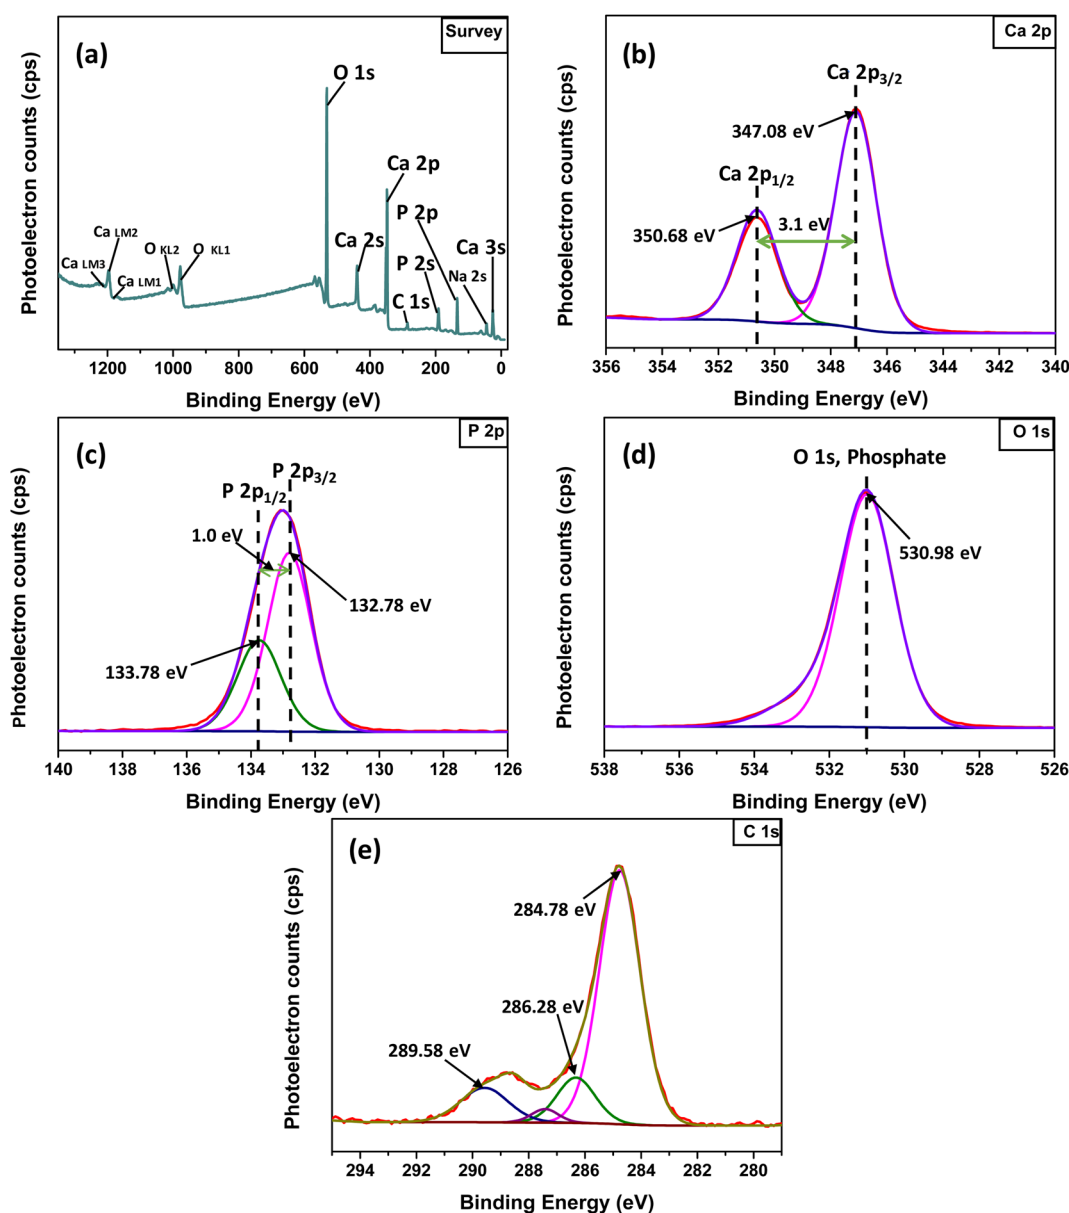 (a)
Survey
O 1s
Ca 2p
P 2p
Ca 2s
P 2s
C 1s
Na 2s
Ca 3s
Ca LM2
O KL2
O KL1
Ca LM3
Ca LM1
Photoelectron counts (cps)
1200 1000 800 600 400 200 0
Binding Energy (eV)
(b)
Ca 2p
Ca 2p3/2
347.08 eV
Ca 2p1/2
350.68 eV
3.1 eV
Photoelectron counts (cps)
356 354 352 350 348 346 344 342 340
Binding Energy (eV)
(c)
P 2p
P 2p3/2
P 2p1/2
1.0 eV
132.78 eV
133.78 eV
Photoelectron counts (cps)
140 138 136 134 132 130 128 126
Binding Energy (eV)
(d)
O 1s
O 1s, Phosphate
530.98 eV
Photoelectron counts (cps)
538 536 534 532 530 528 526
Binding Energy (eV)
(e)
C 1s
284.78 eV
286.28 eV
289.58 eV
Photoelectron counts (cps)
294 292 290 288 286 284 282 280
Binding Energy (eV)